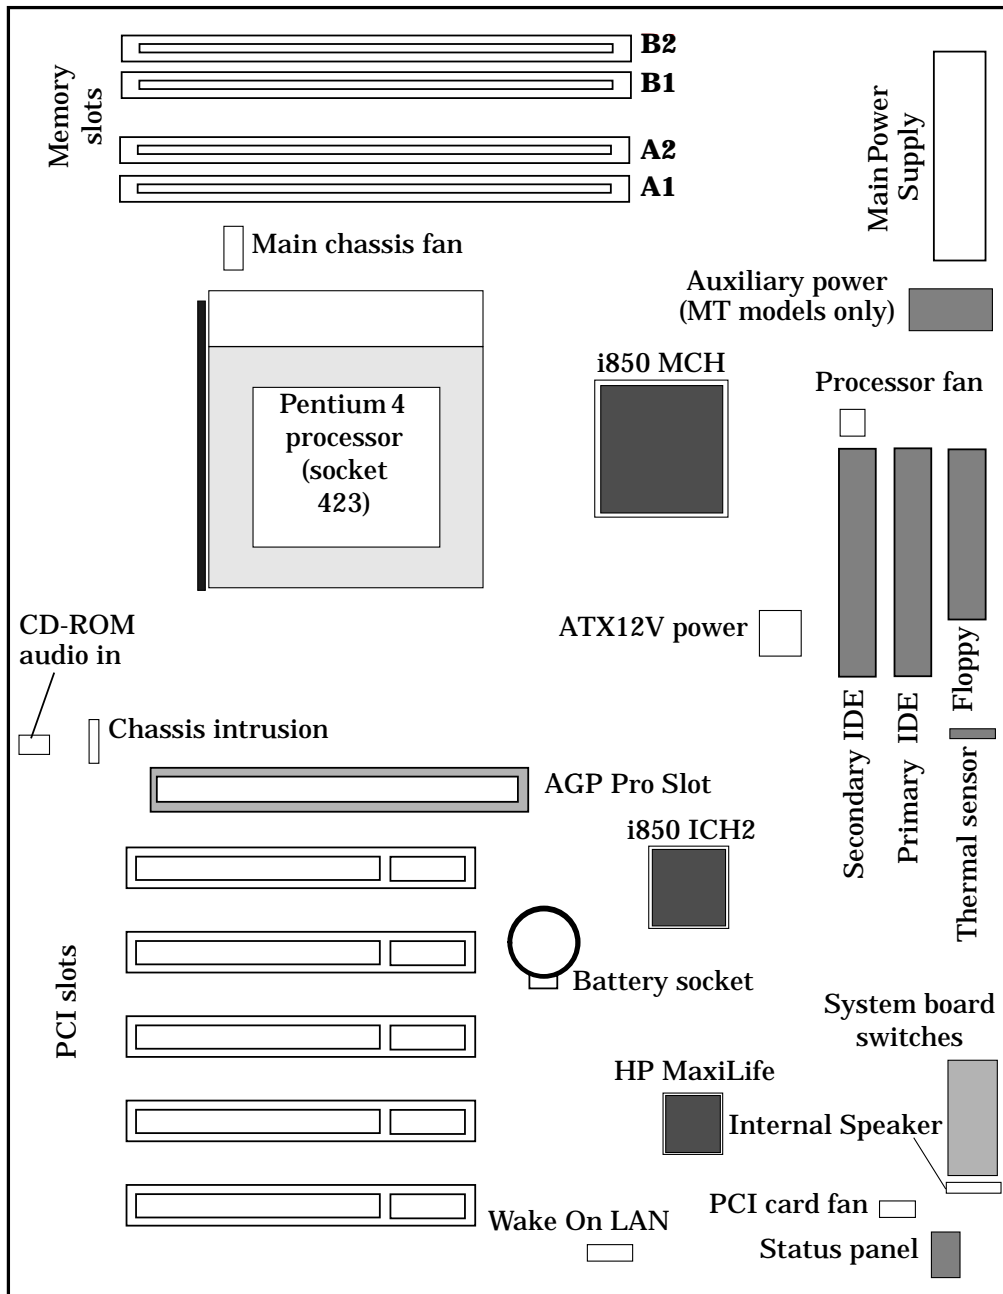 B2
B1
A2
A1
Memory
slots
Main Power
Supply
Main chassis fan
Auxiliary power
(MT models only)
i850 MCH
Processor fan
Pentium 4
processor
(socket
423)
CD-ROM
audio in
ATX12V power
Secondary IDE
Primary IDE
Floppy
Thermal sensor
Chassis intrusion
AGP Pro Slot
i850 ICH2
PCI slots
Battery socket
System board
switches
HP MaxiLife
Internal Speaker
PCI card fan
Wake On LAN
Status panel